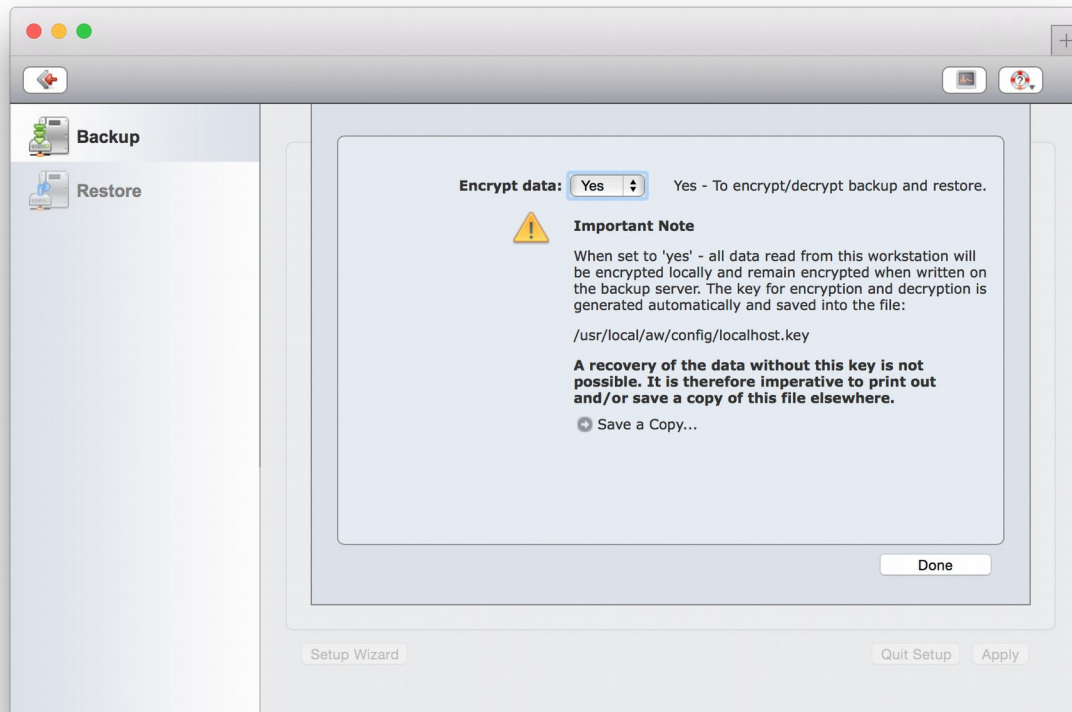 Backup
Restore
Encrypt data: Yes Yes - To encrypt/decrypt backup and restore.
Important Note
When set to 'yes' - all data read from this workstation will
be encrypted locally and remain encrypted when written on
the backup server. The key for encryption and decryption is
generated automatically and saved into the file:
/usr/local/aw/config/localhost.key
A recovery of the data without this key is not
possible. It is therefore imperative to print out
and/or save a copy of this file elsewhere.
Save a Copy...
Done
Setup Wizard Quit Setup Apply